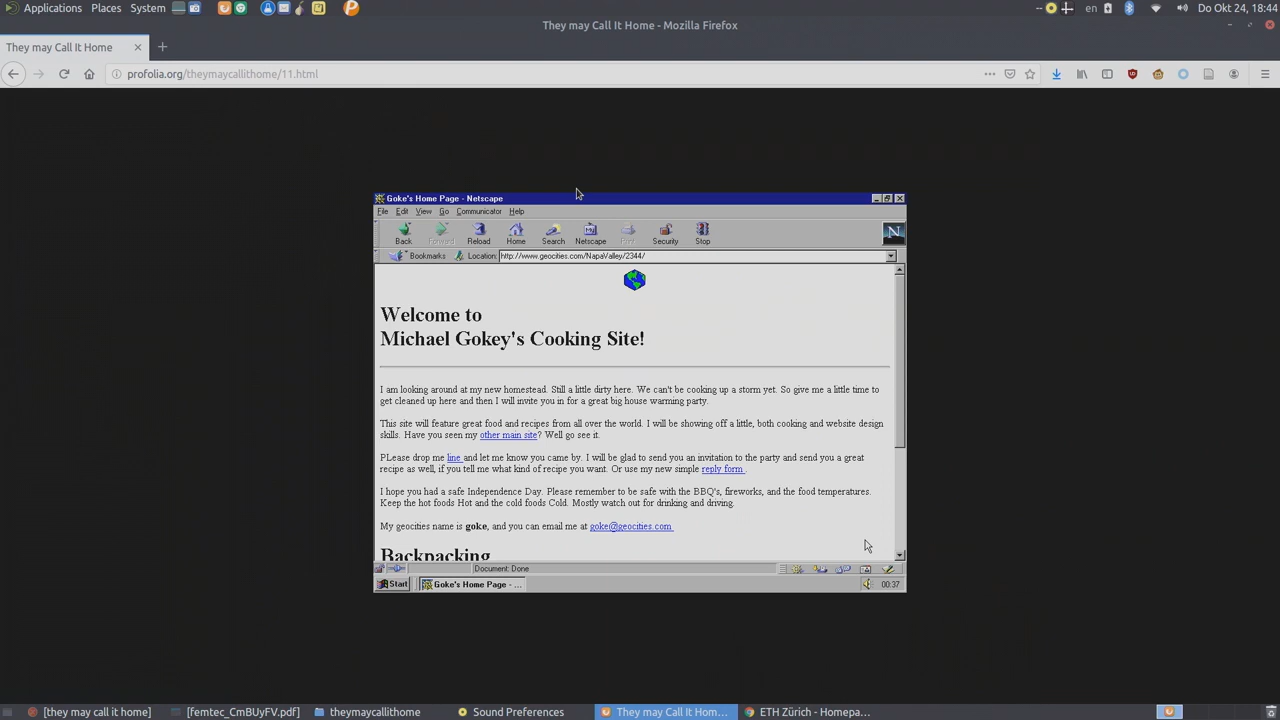 Applications Places System
en
Do Okt 24, 18:44
They may Call It Home - Mozilla Firefox
They may Call It Home
profolia.org/theymaycallithome/11.html
Goke's Home Page - Netscape
File Edit View Go Communicator Help
Back Forward Reload Home Search Netscape Print Security Stop
Bookmarks Location: http://www.geocities.com/NapaValley/2344/
Welcome to
Michael Gokey's Cooking Site!
I am looking around at my new homestead. Still a little dirty here. We can't be cooking up a storm yet. So give me a little time to
get cleaned up here and then I will invite you in for a great big house warming party.
This site will feature great food and recipes from all over the world. I will be showing off a little, both cooking and website design
skills. Have you seen my other main site? Well go see it.
PLease drop me line and let me know you came by. I will be glad to send you an invitation to the party and send you a great
recipe as well, if you tell me what kind of recipe you want. Or use my new simple reply form .
I hope you had a safe Independence Day. Please remember to be safe with the BBQ's, fireworks, and the food temperatures.
Keep the hot foods Hot and the cold foods Cold. Mostly watch out for drinking and driving.
My geocities name is goke, and you can email me at goke@geocities.com
Backpacking
Document: Done
Start Goke's Home Page - ... 00:37
[they may call it home] [femtec_CmBUyFV.pdf] theymaycallithome Sound Preferences They may Call It Hom... ETH Zürich - Homepa...